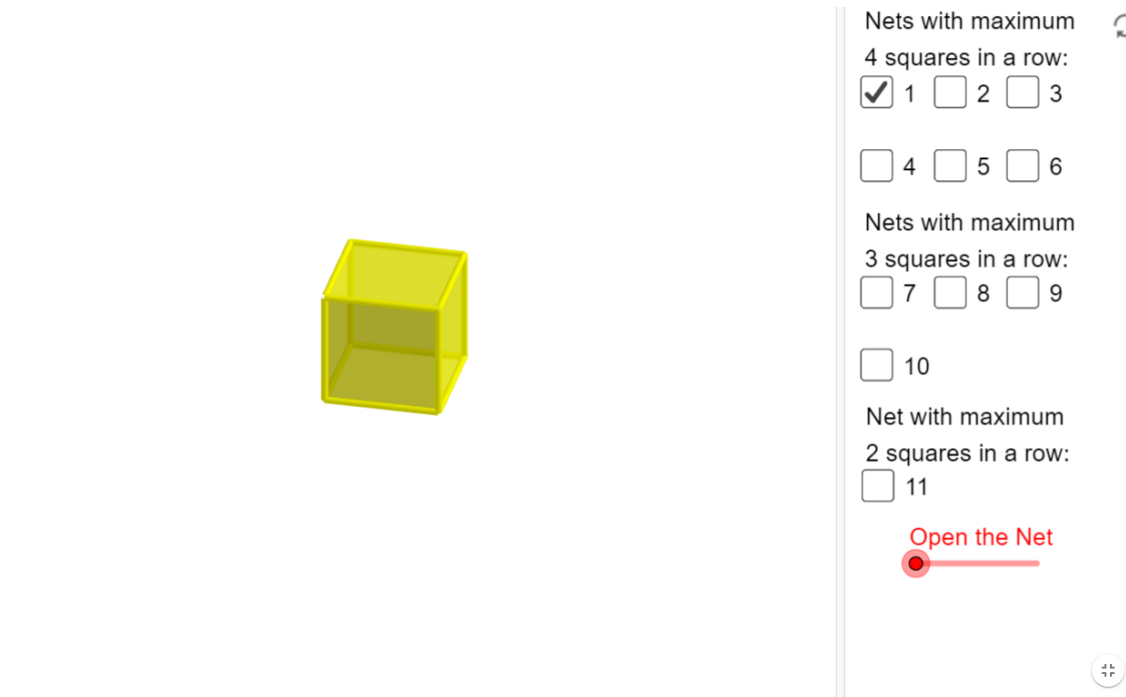 Nets with maximum
4 squares in a row:
1 2 3
4 5 6
Nets with maximum
3 squares in a row:
7 8 9
10
Net with maximum
2 squares in a row:
11
Open the Net